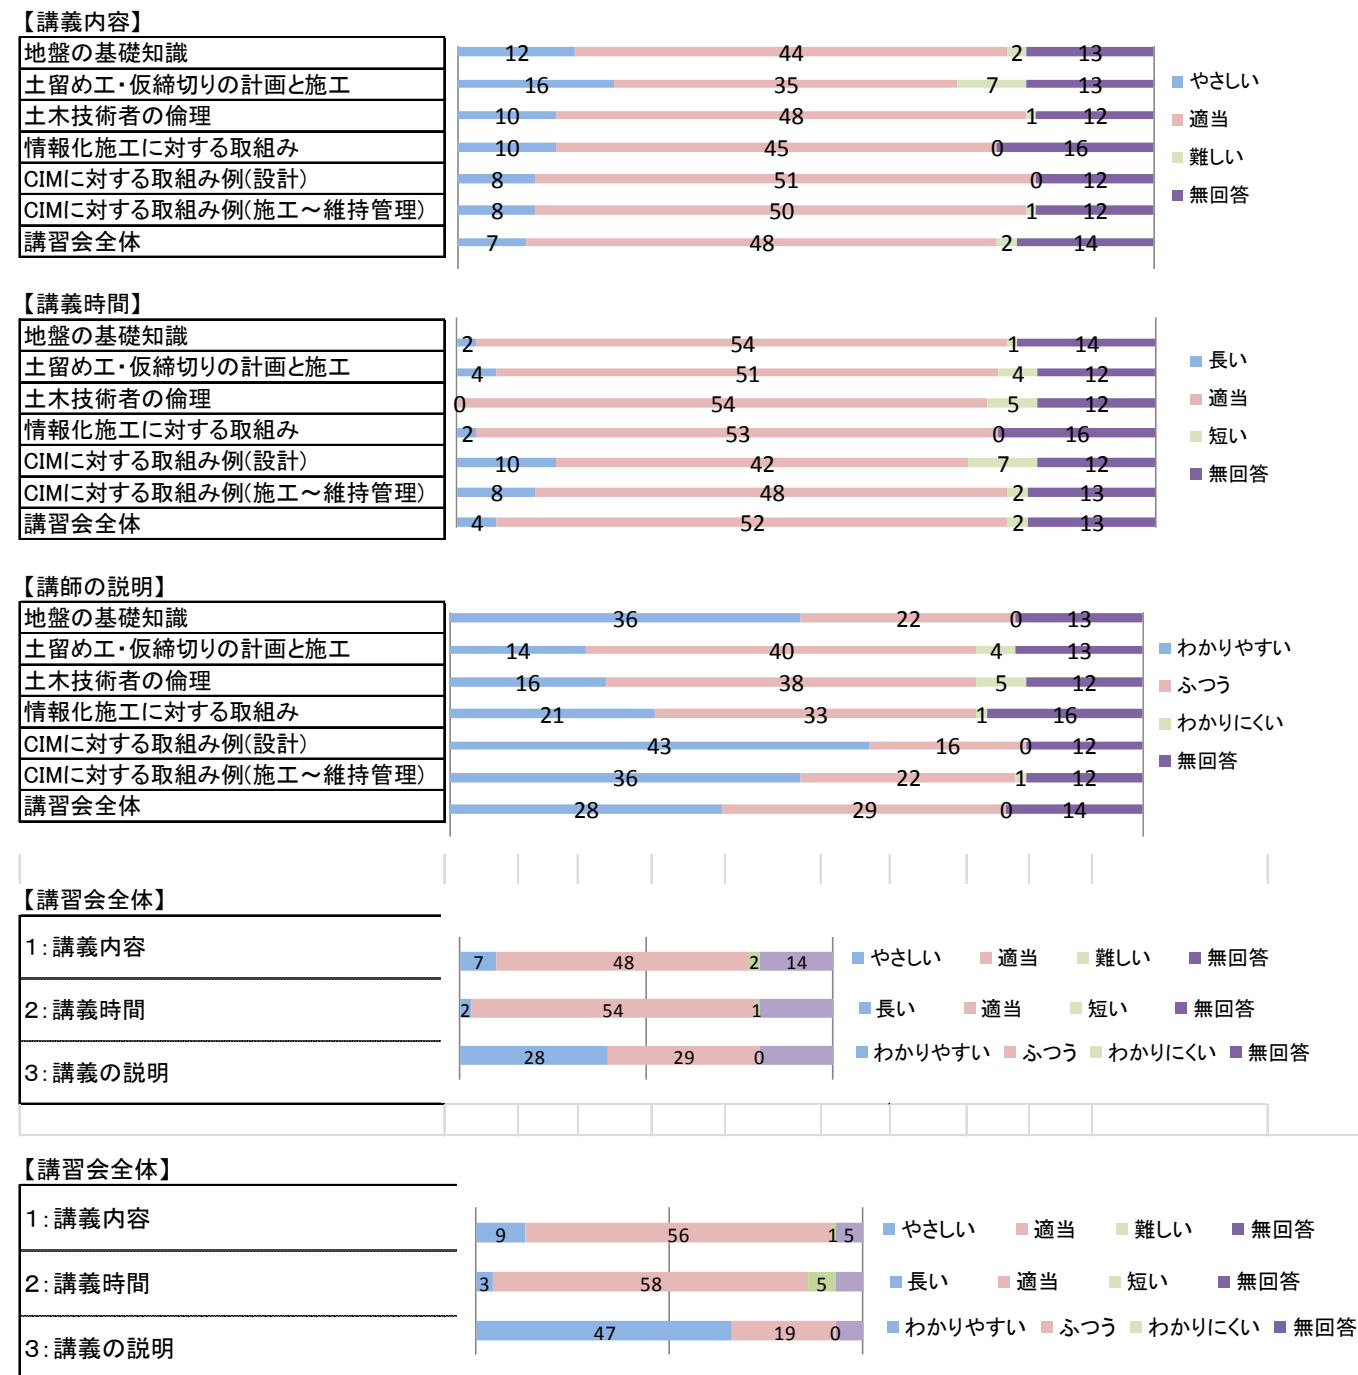 【講義内容】
地盤の基礎知識 12 44 2 13
土留め工・仮締切りの計画と施工 16 35 7 13
土木技術者の倫理 10 48 1 12
情報化施工に対する取組み 10 45 0 16
CIMに対する取組み例(設計) 8 51 0 12
CIMに対する取組み例(施工～維持管理) 8 50 1 12
講習会全体 7 48 2 14
やさしい
適当
難しい
無回答
【講義時間】
地盤の基礎知識 2 54 1 14
土留め工・仮締切りの計画と施工 4 51 4 12
土木技術者の倫理 0 54 5 12
情報化施工に対する取組み 2 53 0 16
CIMに対する取組み例(設計) 10 42 7 12
CIMに対する取組み例(施工～維持管理) 8 48 2 13
講習会全体 4 52 2 13
長い
適当
短い
無回答
【講師の説明】
地盤の基礎知識 36 22 0 13
土留め工・仮締切りの計画と施工 14 40 4 13
土木技術者の倫理 16 38 5 12
情報化施工に対する取組み 21 33 1 16
CIMに対する取組み例(設計) 43 16 0 12
CIMに対する取組み例(施工～維持管理) 36 22 1 12
講習会全体 28 29 0 14
わかりやすい
ふつう
わかりにくい
無回答
【講習会全体】
1:講義内容 7 48 2 14 やさしい 適当 難しい 無回答
2:講義時間 2 54 1 長い 適当 短い 無回答
3:講義の説明 28 29 0 わかりやすい ふつう わかりにくい 無回答
【講習会全体】
1:講義内容 9 56 1 5 やさしい 適当 難しい 無回答
2:講義時間 3 58 5 長い 適当 短い 無回答
3:講義の説明 47 19 0 わかりやすい ふつう わかりにくい 無回答